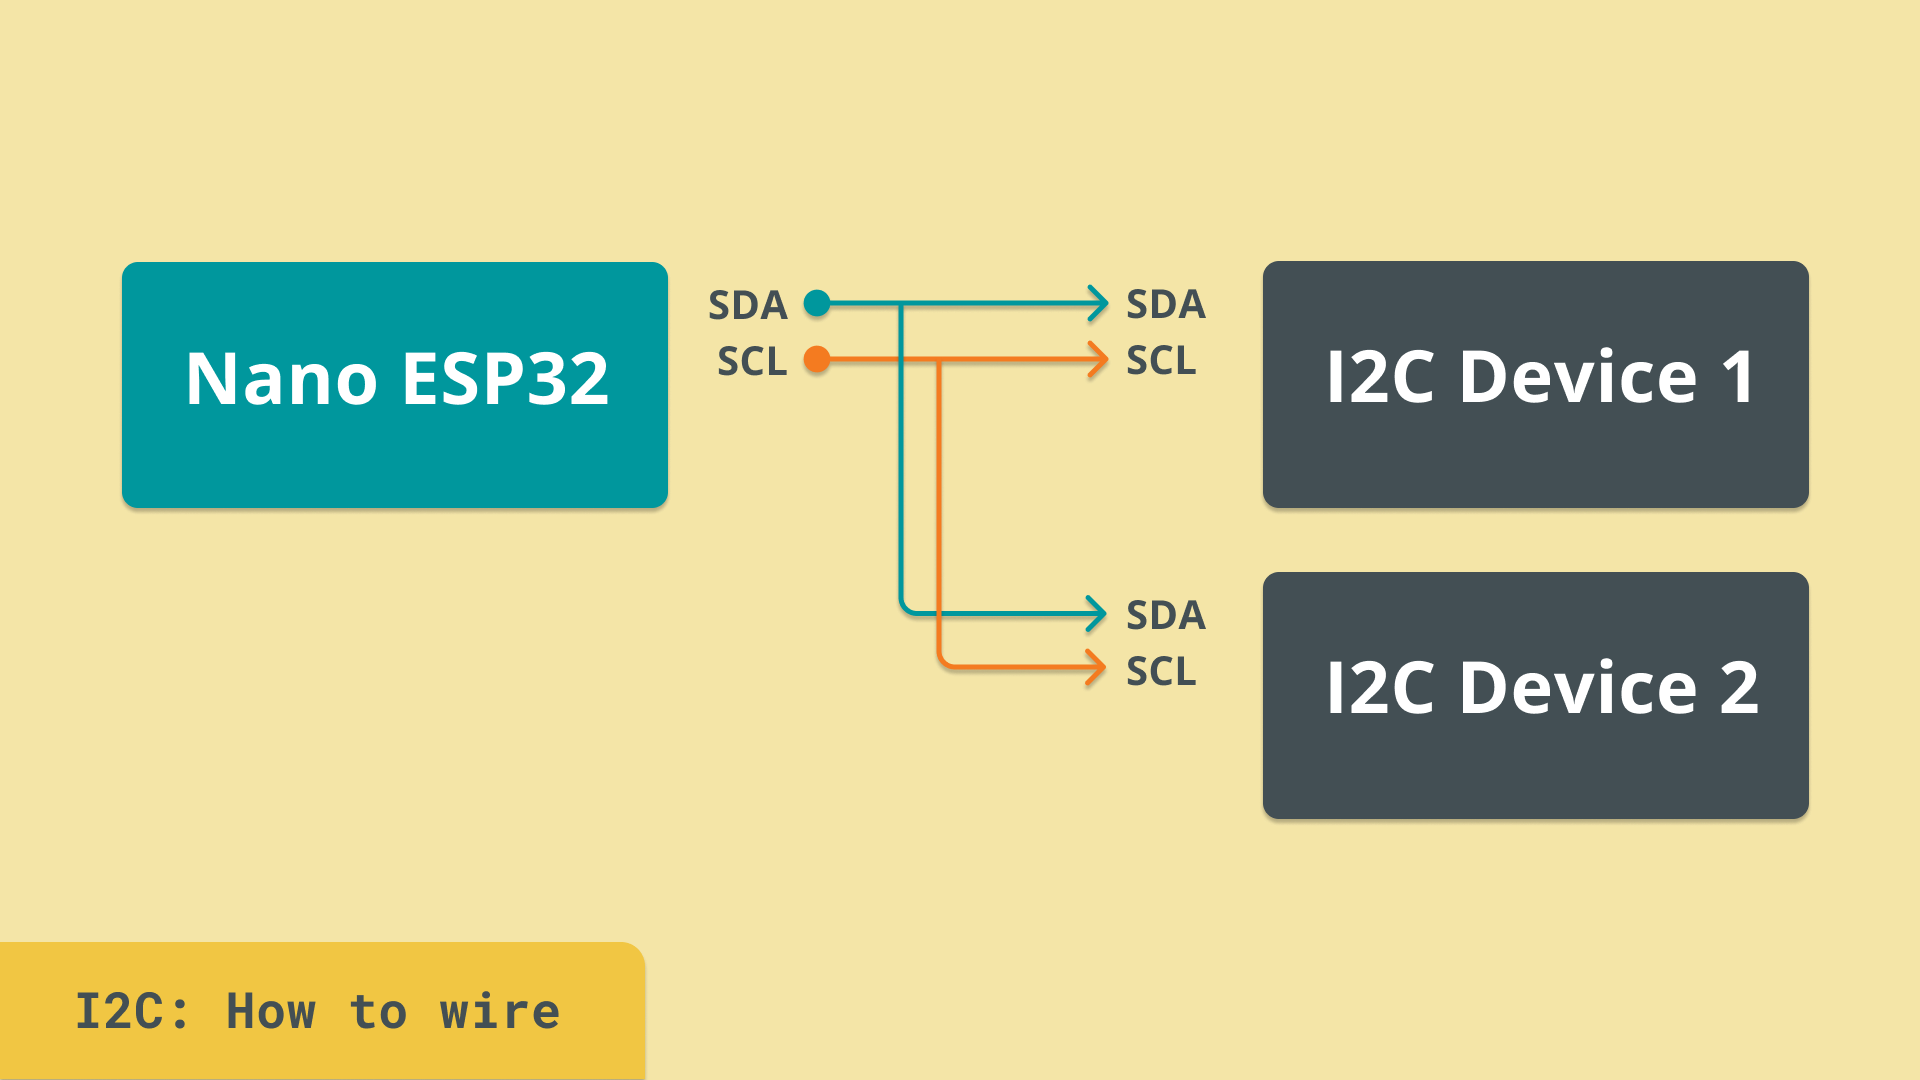 Nano ESP32
SDA
SCL
SDA
SCL
I2C Device 1
SDA
SCL
I2C Device 2
I2C: How to wire